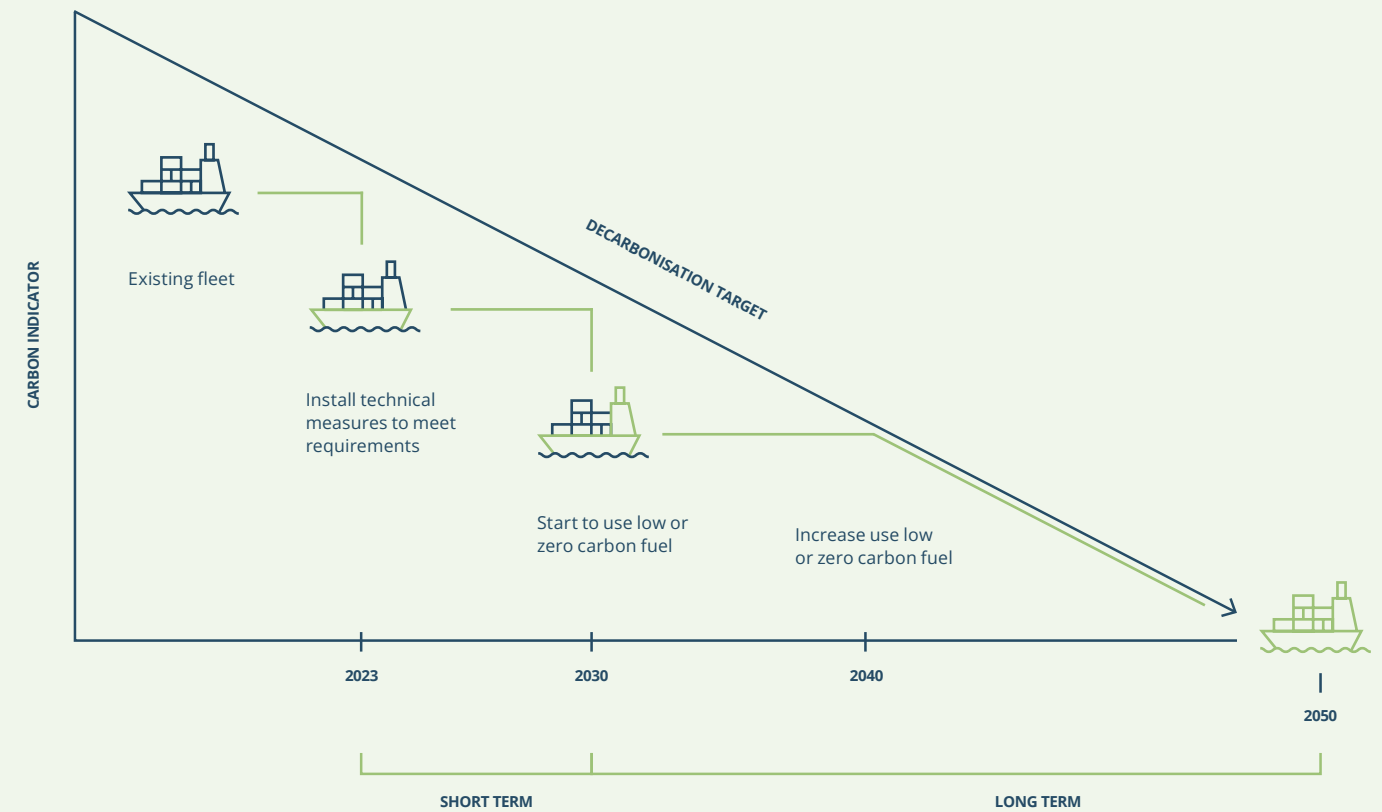 DECARBONISATION TARGET
CARBON INDICATOR
Existing fleet
Install technical
measures to meet
requirements
Start to use low or
zero carbon fuel
Increase use low
or zero carbon fuel
2023
2030
2040
2050
SHORT TERM
LONG TERM